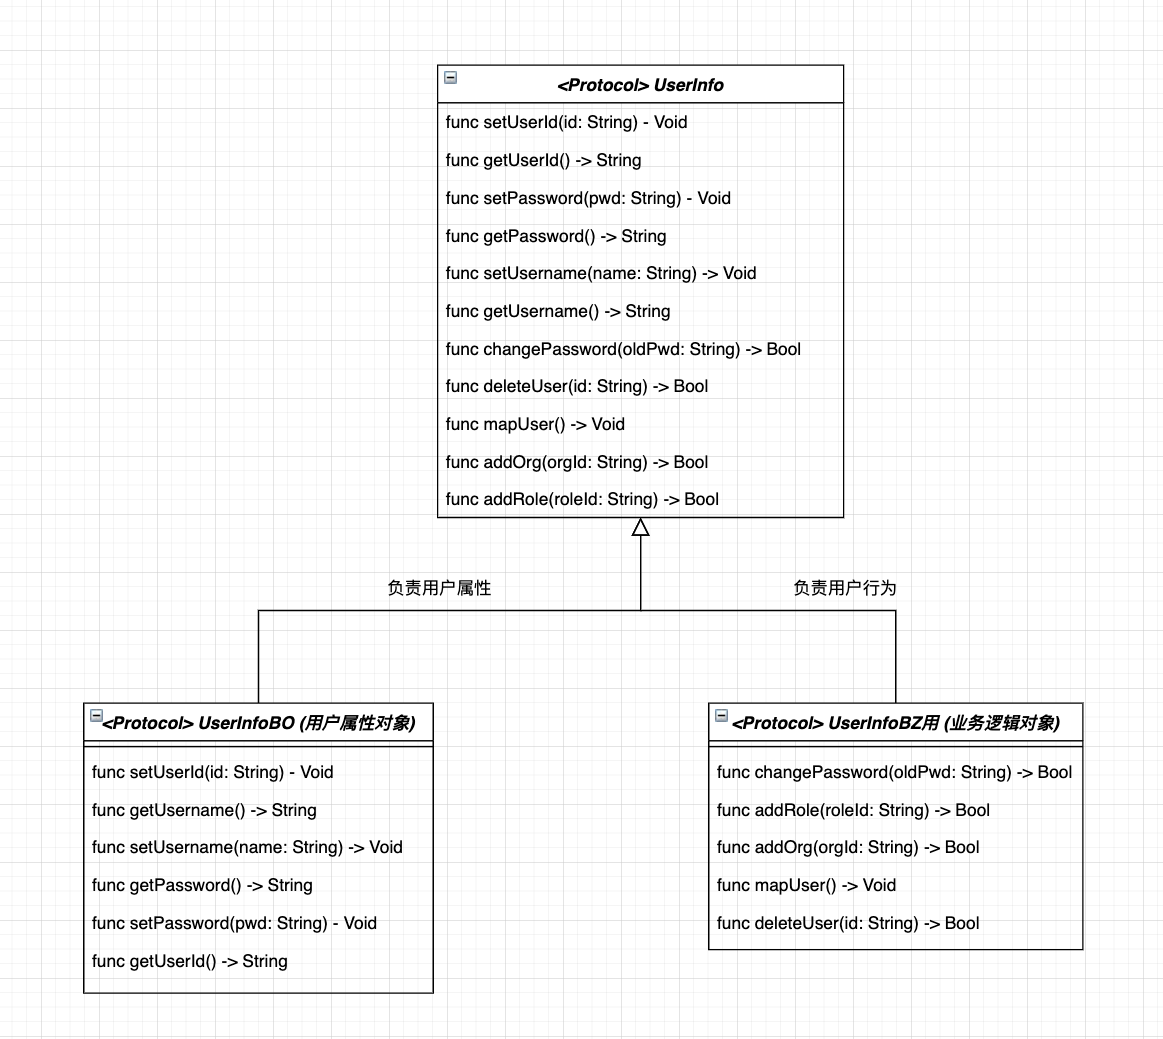 <Protocol> UserInfo
func setUserId(id: String) - Void
func getUserId() -> String
func setPassword(pwd: String) - Void
func getPassword() -> String
func setUsername(name: String) -> Void
func getUsername() -> String
func changePassword(oldPwd: String) -> Bool
func deleteUser(id: String) -> Bool
func mapUser() -> Void
func addOrg(orgId: String) -> Bool
func addRole(roleId: String) -> Bool
负责用户属性
负责用户行为
<Protocol> UserInfoBO (用户属性对象)
func setUserId(id: String) - Void
func getUsername() -> String
func setUsername(name: String) -> Void
func getPassword() -> String
func setPassword(pwd: String) - Void
func getUserId() -> String
<Protocol> UserInfoBZ用 (业务逻辑对象)
func changePassword(oldPwd: String) -> Bool
func addRole(roleId: String) -> Bool
func addOrg(orgId: String) -> Bool
func mapUser() -> Void
func deleteUser(id: String) -> Bool